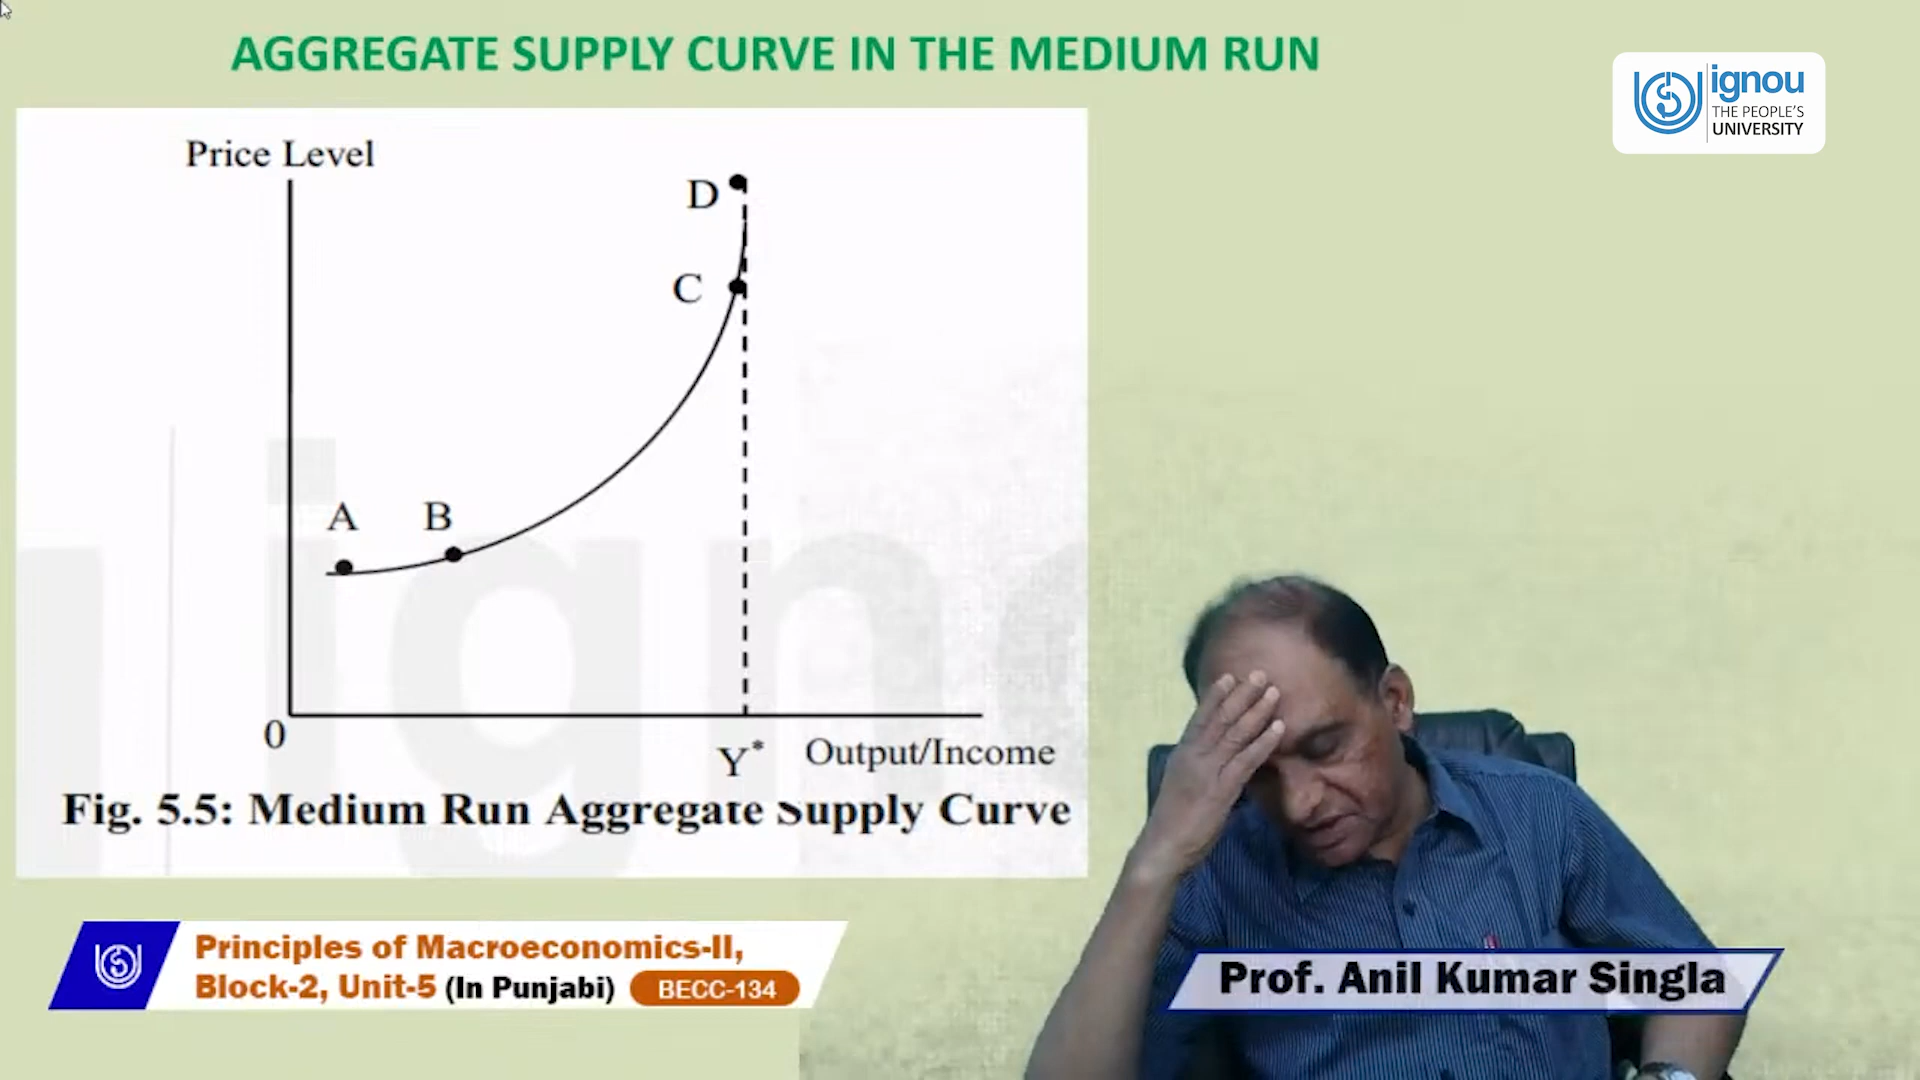 AGGREGATE SUPPLY CURVE IN THE MEDIUM RUN
ignou
THE PEOPLE'S
UNIVERSITY
Price Level
D
C
A
B
0
Y*
Output/Income
Fig. 5.5: Medium Run Aggregate Supply Curve
Principles of Macroeconomics-II,
Block-2, Unit-5 (In Punjabi) BECC-134
Prof. Anil Kumar Singla